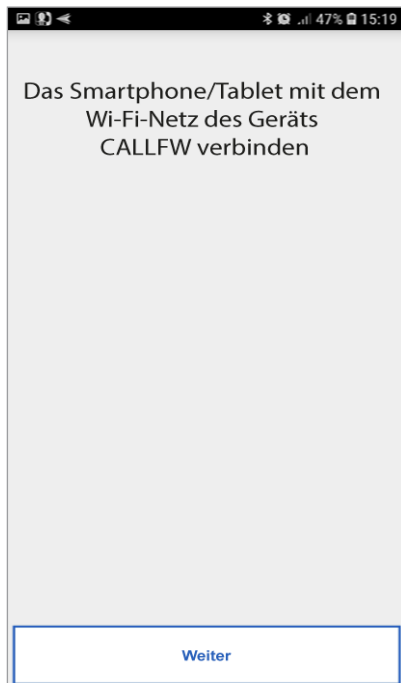 47% 15:19
Das Smartphone/Tablet mit dem
Wi-Fi-Netz des Geräts
CALLFW verbinden
Weiter